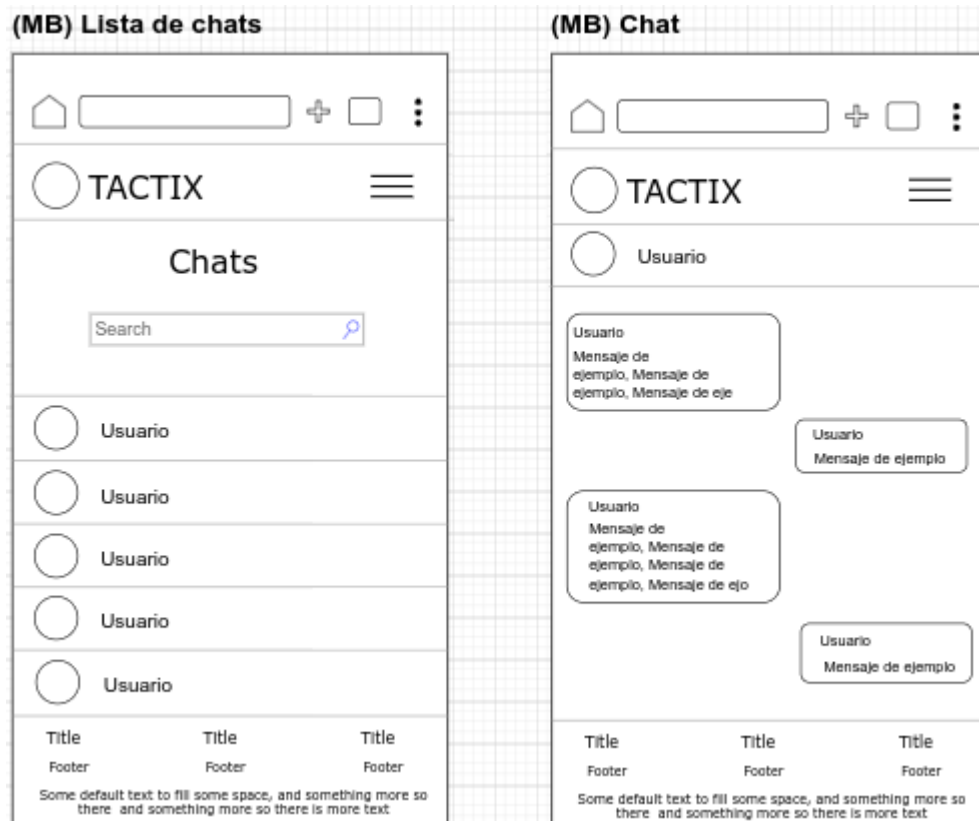 (MB) Lista de chats
TACTIX
Chats
Search
Usuario
Usuario
Usuario
Usuario
Usuario
Title Title Title
Footer Footer Footer
Some default text to fill some space, and something more so
there and something more so there is more text
(MB) Chat
TACTIX
Usuario
Usuario
Mensaje de
ejemplo, Mensaje de
ejemplo, Mensaje de eje
Usuario
Mensaje de ejemplo
Usuario
Mensaje de
ejemplo, Mensaje de
ejemplo, Mensaje de
ejemplo, Mensaje de ejo
Usuario
Mensaje de ejemplo
Title Title Title
Footer Footer Footer
Some default text to fill some space, and something more so
there and something more so there is more text